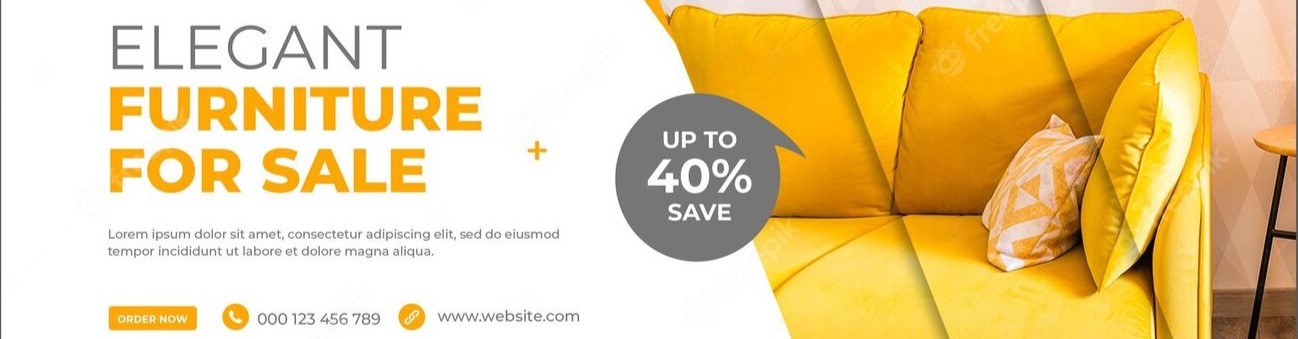 ELEGANT
FURNITURE
FOR SALE
+
Lorem ipsum dolor sit amet, consectetur adipiscing elit, sed do eiusmod
tempor incididunt ut labore et dolore magna aliqua.
ORDER NOW
000 123 456 789
www.website.com
UP TO
40%
SAVE
freepik